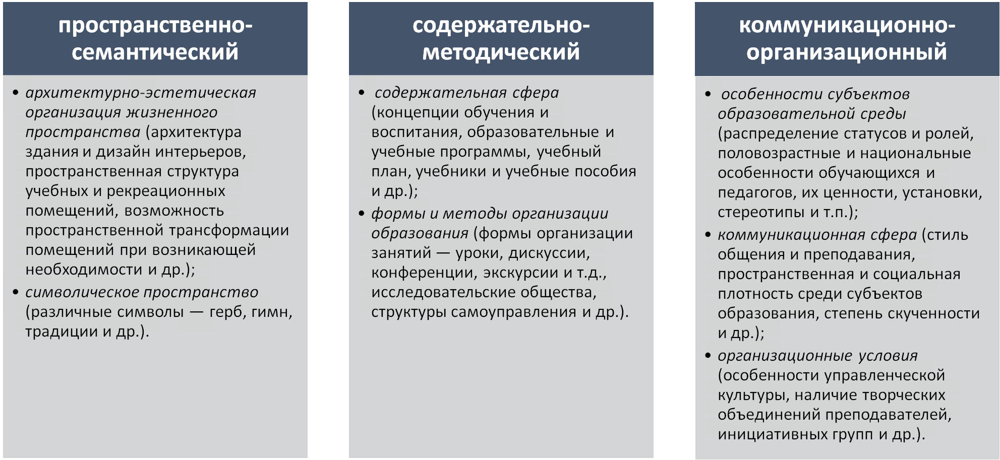 пространственно-
семантический
• архитектурно-эстетическая
организация жизненного
пространства (архитектура
здания и дизайн интерьеров,
пространственная структура
учебных и рекреационных
помещений, возможность
пространственной трансформации
помещений при возникающей
необходимости и др.);
• символическое пространство
(различные символы — герб, гимн,
традиции и др.).
содержательно-
методический
• содержательная сфера
(концепции обучения и
воспитания, образовательные и
учебные программы, учебный
план, учебники и учебные пособия
и др.);
• формы и методы организации
образования (формы организации
занятий — уроки, дискуссии,
конференции, экскурсии и т.д.,
исследовательские общества,
структуры самоуправления и др.).
коммуникационно-
организационный
• особенности субъектов
образовательной среды
(распределение статусов и ролей,
половозрастные и национальные
особенности обучающихся и
педагогов, их ценности, установки,
стереотипы и т.п.);
• коммуникационная сфера (стиль
общения и преподавания,
пространственная и социальная
плотность среди субъектов
образования, степень скученности
и др.);
• организационные условия
(особенности управленческой
культуры, наличие творческих
объединений преподавателей,
инициативных групп и др.).